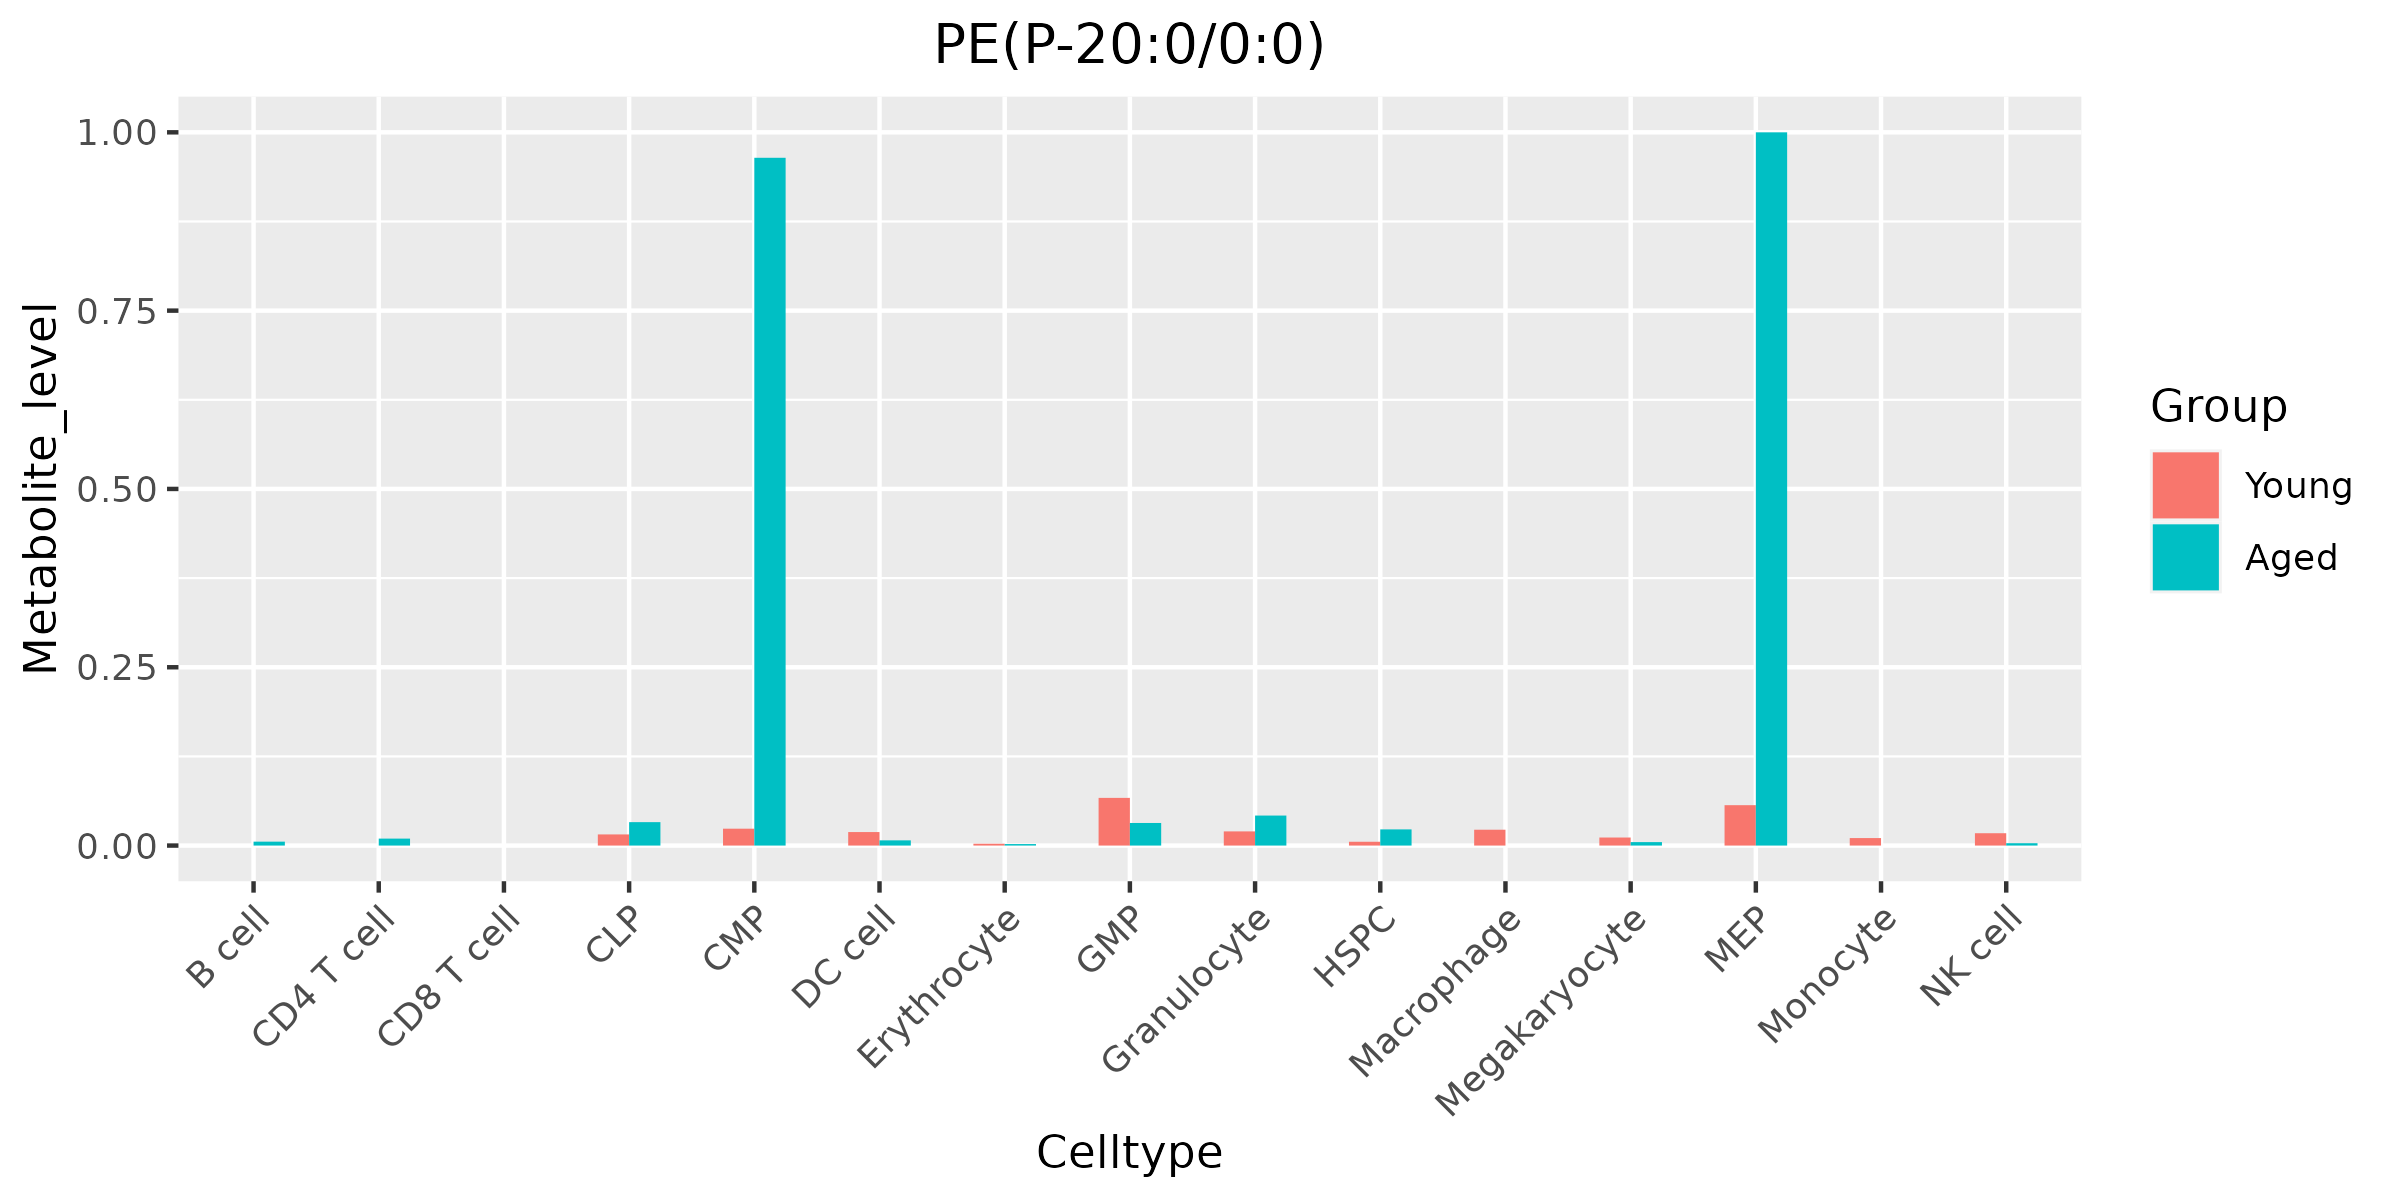 PE(P-20:0/0:0)
Metabolite_level
1.00
0.75
0.50
0.25
0.00
B cell
CD4 T cell
CD8 T cell
CLP
CMP
DC cell
Erythrocyte
GMP
Granulocyte
HSPC
Macrophage
Megakaryocyte
MEP
Monocyte
NK cell
Celltype
Group
Young
Aged